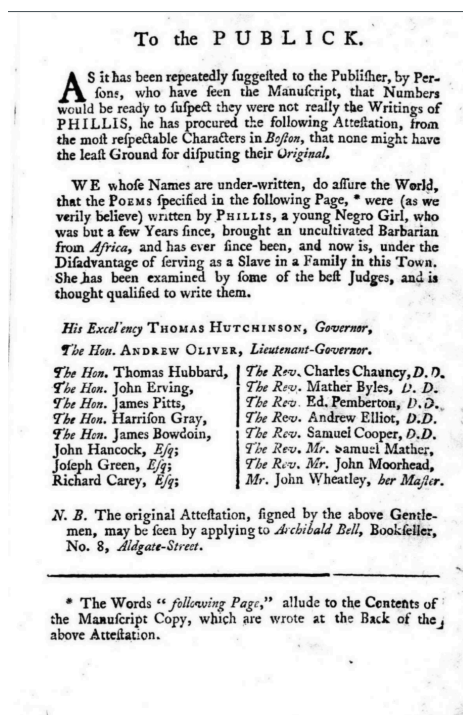 To the PUBLICK.
AS it has been repeatedly ſuggeſted to the Publiſher, by Per-
ſons, who have ſeen the Manuſcript, that Numbers
would be ready to ſuſpect they were not really the Writings of
PHILLIS, he has procured the following Atteſtation, from
the moſt reſpectable Characters in Boſton, that none might have
the leaſt Ground for diſputing their Original.
WE whoſe Names are under-written, do aſſure the World,
that the POEMS ſpecified in the following Page, * were (as we
verily believe) written by PHILLIS, a young Negro Girl, who
was but a few Years ſince, brought an uncultivated Barbarian
from Africa, and has ever ſince been, and now is, under the
Diſadvantage of ſerving as a Slave in a Family in this Town.
She has been examined by ſome of the beſt Judges, and is
thought qualified to write them.
His Excellency THOMAS HUTCHINSON, Governor,
The Hon. ANDREW OLIVER, Lieutenant-Governor.
The Hon. Thomas Hubbard,
The Hon. John Erving,
The Hon. James Pitts,
The Hon. Harriſon Gray,
The Hon. James Bowdoin,
John Hancock, Eſq;
Joſeph Green, Eſq;
Richard Carey, Eſq;
The Rev. Charles Chauncy, D. D.
The Rev. Mather Byles, D. D.
The Rev. Ed. Pemberton, D. D.
The Rev. Andrew Elliot, D.D.
The Rev. Samuel Cooper, D.D.
The Rev. Mr. Samuel Mather,
The Rev. Mr. John Moorhead,
Mr. John Wheatley, her Maſter.
N. B. The original Atteſtation, ſigned by the above Gentle-
men, may be ſeen by applying to Archibald Bell, Bookſeller,
No. 8, Aldgate-Street.
* The Words “ following Page,” allude to the Contents of
the Manuſcript Copy, which are wrote at the Back of the
above Atteſtation.